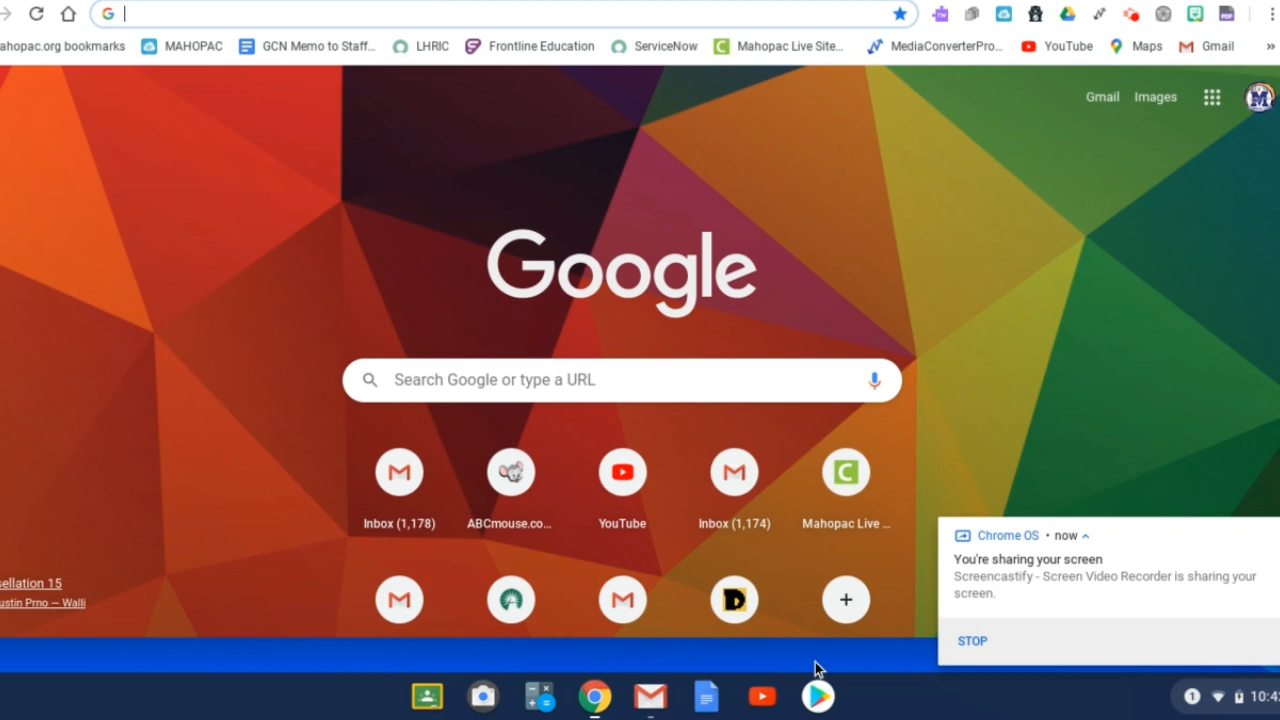 ahopac.org bookmarks MAHOPAC GCN Memo to Staff... LHRIC Frontline Education ServiceNow Mahopac Live Site... MediaConverterPro... YouTube Maps Gmail »
Gmail Images
Google
Search Google or type a URL
Inbox (1,178) ABCmouse.co... YouTube Inbox (1,174) Mahopac Live ...
Chrome OS • now
You're sharing your screen
Screencastify - Screen Video Recorder is sharing your
screen.
STOP
sellation 15
ustin Prno — Walli
1 10:4